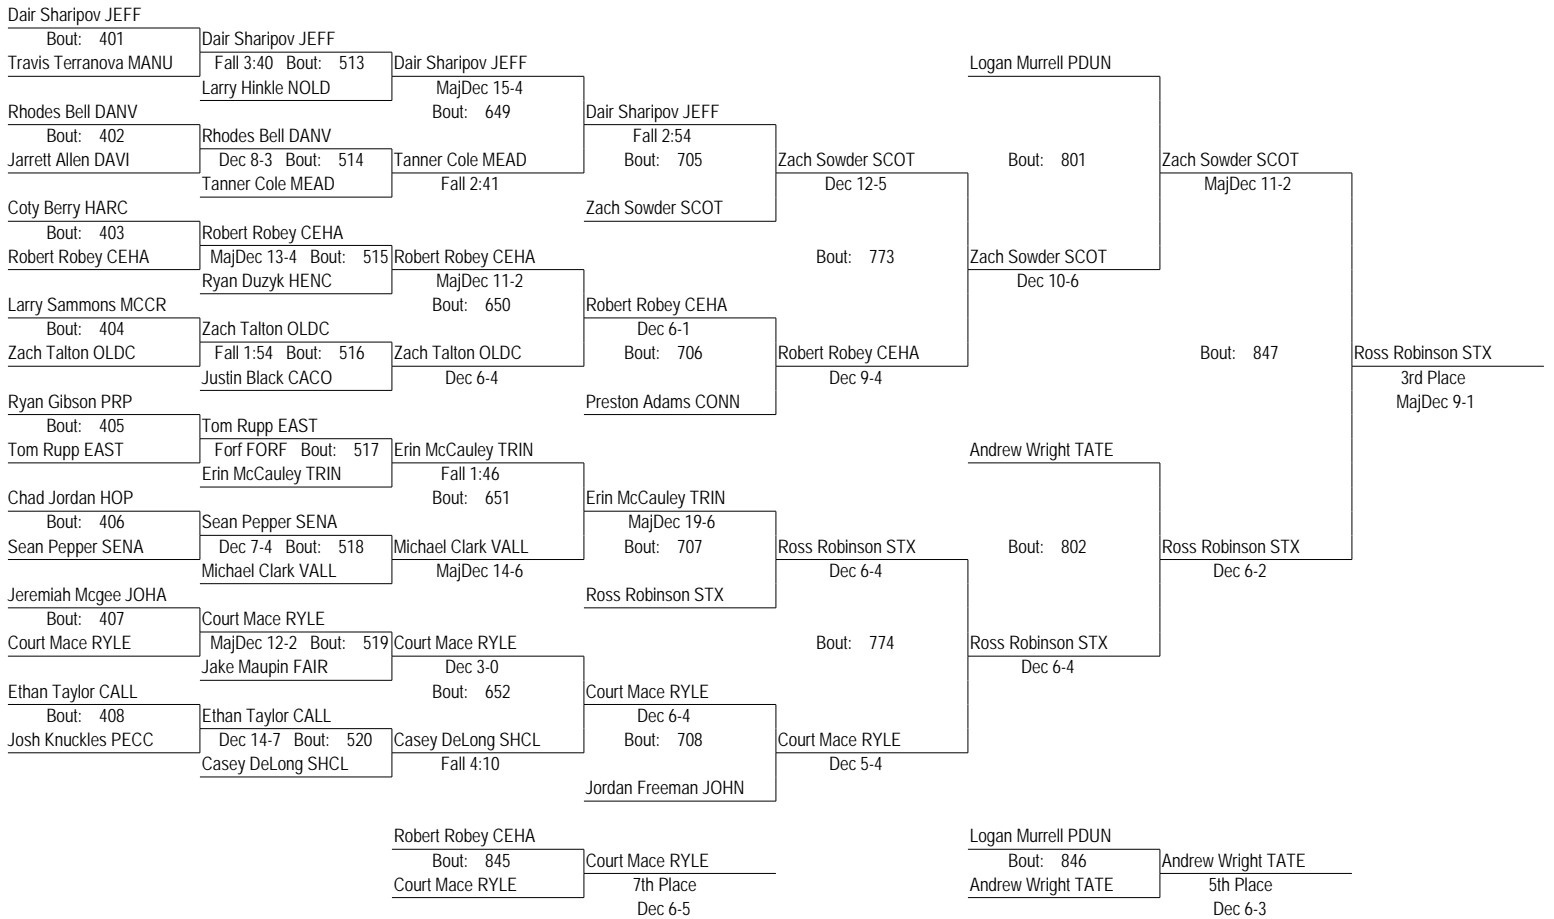 Dair Sharipov JEFF
Bout: 401 Dair Sharipov JEFF
Travis Terranova MANU Fall 3:40 Bout: 513 Dair Sharipov JEFF Logan Murrell PDUN
Larry Hinkle NOLD MajDec 15-4
Rhodes Bell DANV Bout: 649 Dair Sharipov JEFF
Bout: 402 Rhodes Bell DANV Fall 2:54
Jarrett Allen DAVI Dec 8-3 Bout: 514 Tanner Cole MEAD Bout: 705 Zach Sowder SCOT Bout: 801 Zach Sowder SCOT
Tanner Cole MEAD Fall 2:41 Dec 12-5 MajDec 11-2
Coty Berry HARC Zach Sowder SCOT
Bout: 403 Robert Robey CEHA
Robert Robey CEHA MajDec 13-4 Bout: 515 Robert Robey CEHA Bout: 773 Zach Sowder SCOT
Ryan Duzyk HENC MajDec 11-2 Dec 10-6
Larry Sammons MCCR Bout: 650 Robert Robey CEHA
Bout: 404 Zach Talton OLDC Dec 6-1
Zach Talton OLDC Fall 1:54 Bout: 516 Zach Talton OLDC Bout: 706 Robert Robey CEHA Bout: 847 Ross Robinson STX
Justin Black CACO Dec 6-4 Dec 9-4 3rd Place
Ryan Gibson PRP Preston Adams CONN MajDec 9-1
Bout: 405 Tom Rupp EAST
Tom Rupp EAST Forf FORF Bout: 517 Erin McCauley TRIN Andrew Wright TATE
Erin McCauley TRIN Fall 1:46
Chad Jordan HOP Bout: 651 Erin McCauley TRIN
Bout: 406 Sean Pepper SENA MajDec 19-6
Sean Pepper SENA Dec 7-4 Bout: 518 Michael Clark VALL Bout: 707 Ross Robinson STX Bout: 802 Ross Robinson STX
Michael Clark VALL MajDec 14-6 Dec 6-4 Dec 6-2
Jeremiah Mcgee JOHA Ross Robinson STX
Bout: 407 Court Mace RYLE
Court Mace RYLE MajDec 12-2 Bout: 519 Court Mace RYLE Bout: 774 Ross Robinson STX
Jake Maupin FAIR Dec 3-0 Dec 6-4
Ethan Taylor CALL Bout: 652 Court Mace RYLE
Bout: 408 Ethan Taylor CALL Dec 6-4
Josh Knuckles PECC Dec 14-7 Bout: 520 Casey DeLong SHCL Bout: 708 Court Mace RYLE
Casey DeLong SHCL Fall 4:10 Dec 5-4
Jordan Freeman JOHN
Robert Robey CEHA Logan Murrell PDUN
Bout: 845 Court Mace RYLE Bout: 846 Andrew Wright TATE
Court Mace RYLE 7th Place Andrew Wright TATE 5th Place
Dec 6-5 Dec 6-3